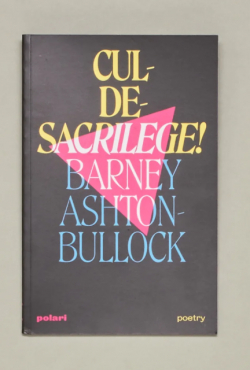 CUL-
DE-
SACRILEGE!
BARNEY
ASHTON-
BULLOCK
polari poetry